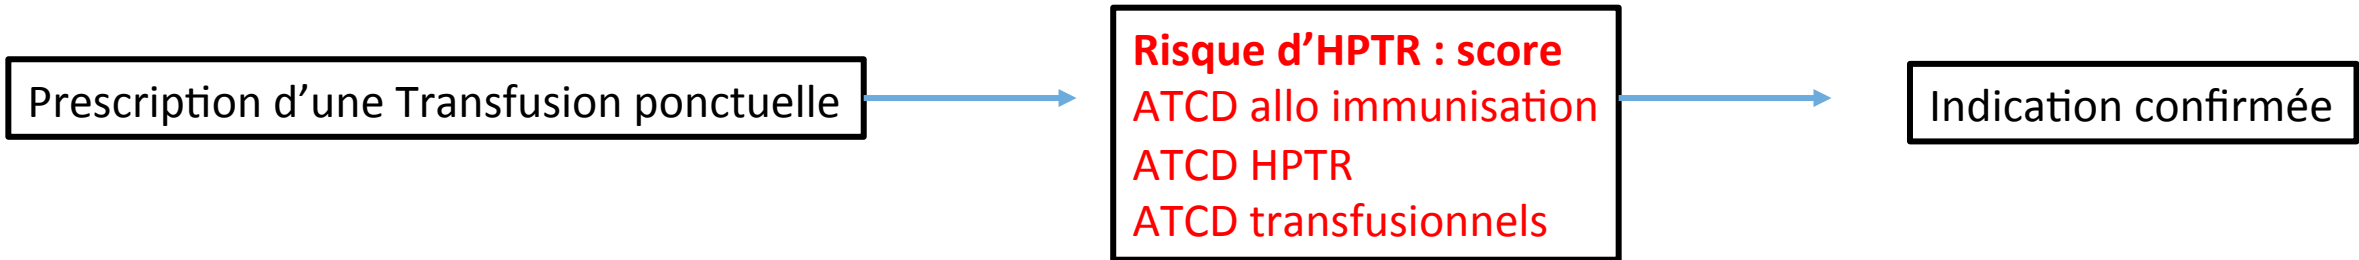 Prescription d’une Transfusion ponctuelle
Risque d’HPTR : score
ATCD allo immunisation
ATCD HPTR
ATCD transfusionnels
Indication confirmée